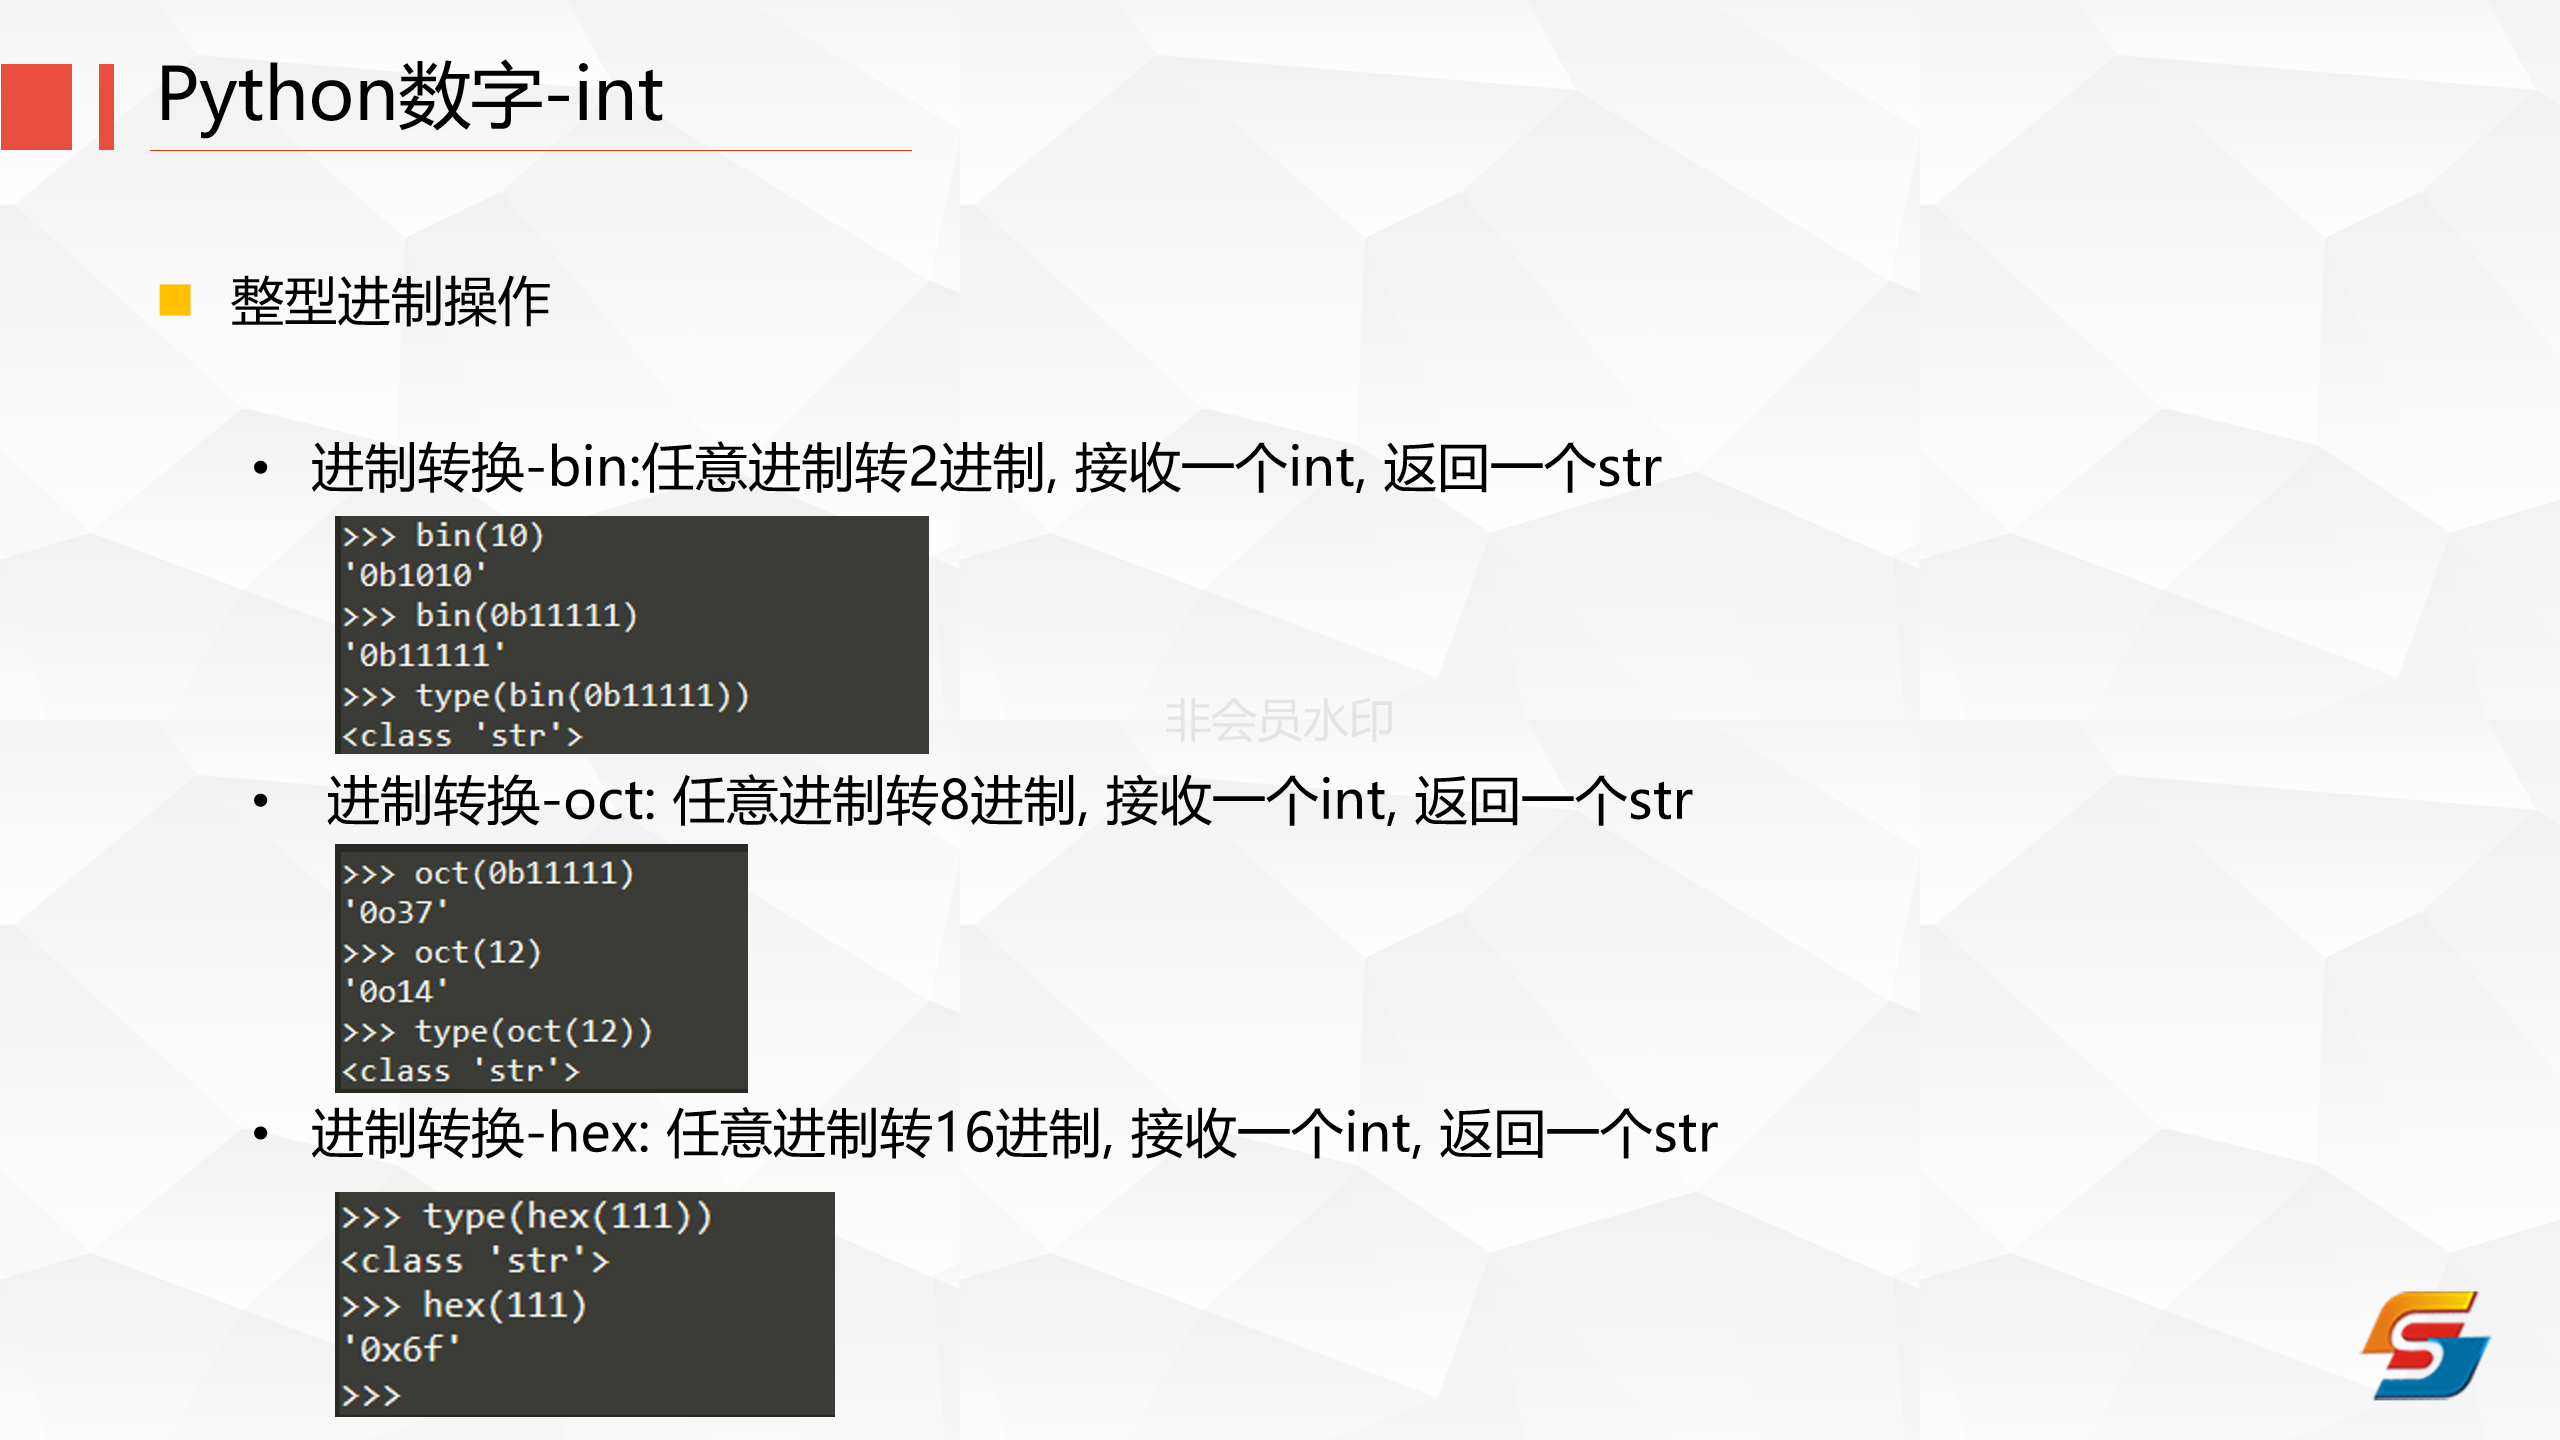 Python数字-int
整型进制操作
• 进制转换-bin:任意进制转2进制, 接收一个int, 返回一个str
>>> bin(10)
'0b1010'
>>> bin(0b11111)
'0b11111'
>>> type(bin(0b11111))
<class 'str'>
非会员水印
• 进制转换-oct: 任意进制转8进制, 接收一个int, 返回一个str
>>> oct(0b11111)
'0o37'
>>> oct(12)
'0o14'
>>> type(oct(12))
<class 'str'>
• 进制转换-hex: 任意进制转16进制, 接收一个int, 返回一个str
>>> type(hex(111))
<class 'str'>
>>> hex(111)
'0x6f'
>>>